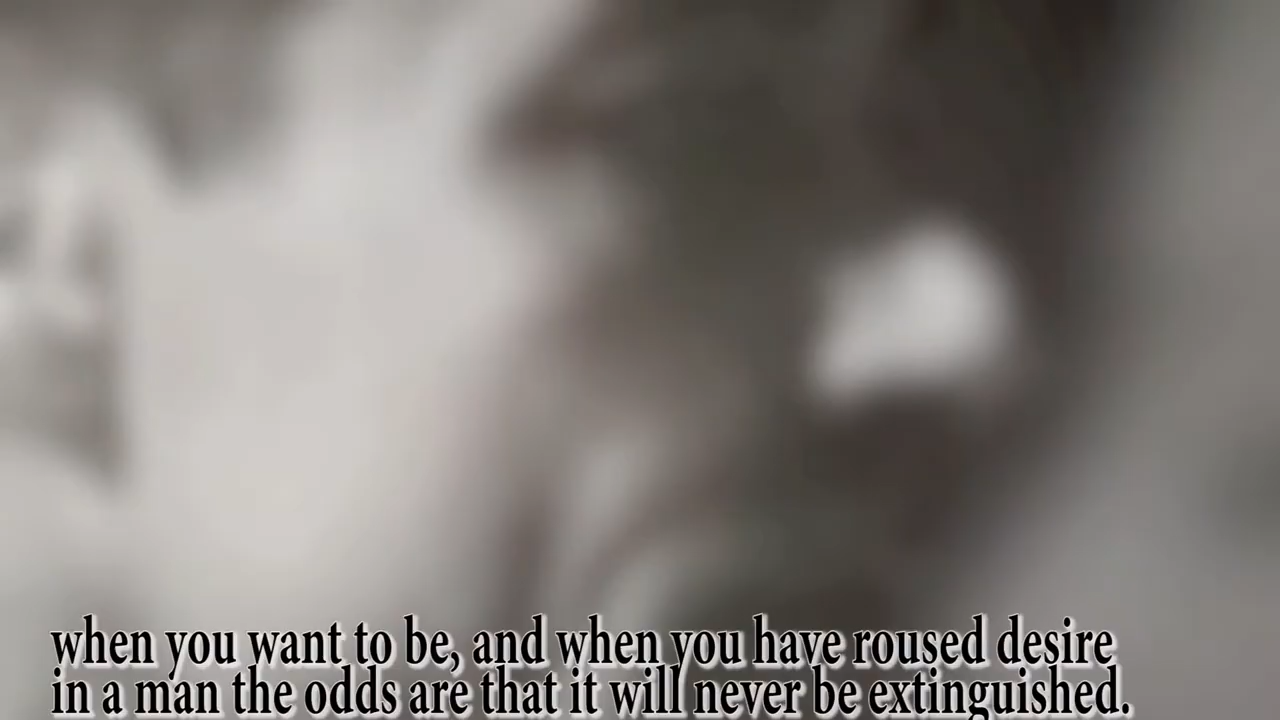 when you want to be, and when you have roused desire
in a man the odds are that it will never be extinguished.